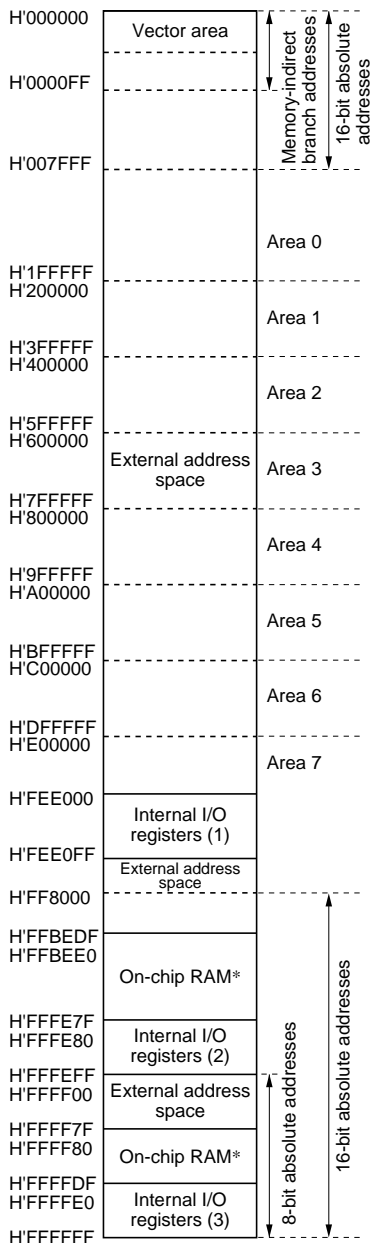 H'000000
Vector area
H'0000FF
Memory-indirect
branch addresses
16-bit absolute
addresses
H'007FFF
Area 0
H'1FFFFF
H'200000
Area 1
H'3FFFFF
H'400000
Area 2
H'5FFFFF
H'600000
External address
space
Area 3
H'7FFFFF
H'800000
Area 4
H'9FFFFF
H'A00000
Area 5
H'BFFFFF
H'C00000
Area 6
H'DFFFFF
H'E00000
Area 7
H'FEE000
Internal I/O
registers (1)
H'FEE0FF
External address
space
H'FF8000
H'FFBEDF
H'FFBEE0
On-chip RAM*
H'FFFE7F
H'FFFE80
Internal I/O
registers (2)
H'FFFEFF
H'FFFF00
External address
space
H'FFFF7F
H'FFFF80
On-chip RAM*
H'FFFFDF
H'FFFFE0
Internal I/O
registers (3)
H'FFFFFF
8-bit absolute addresses
16-bit absolute addresses